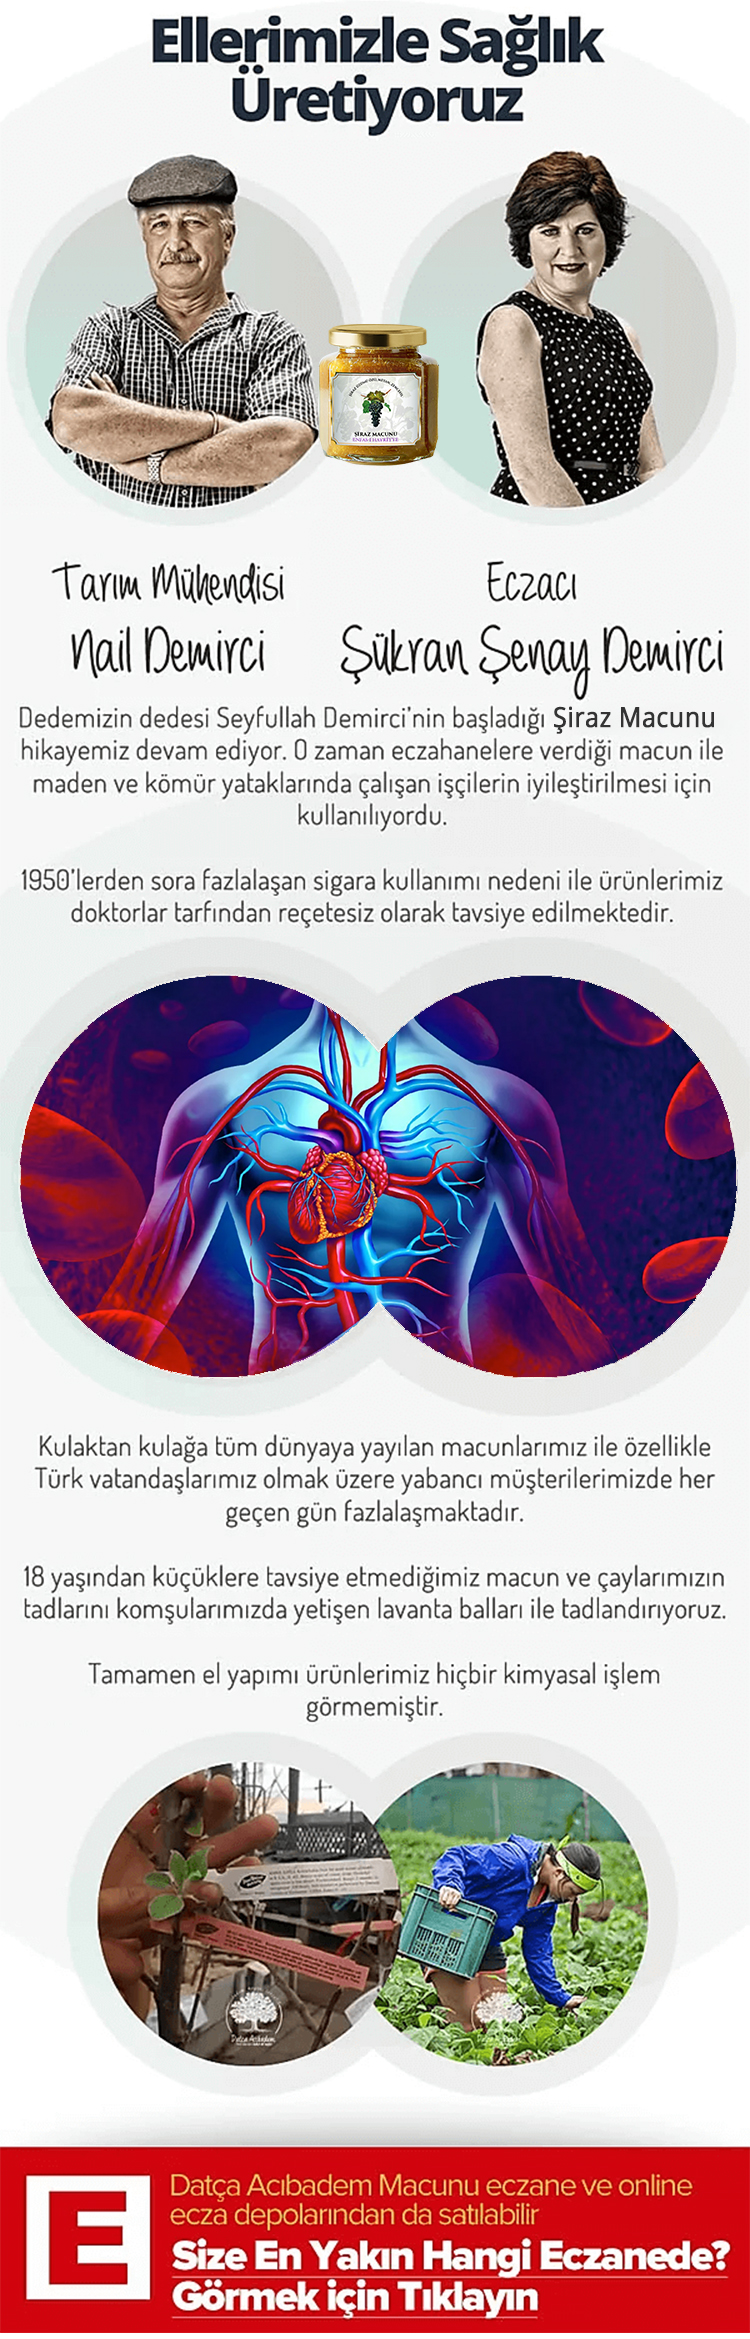 Ellerimizle Sağlık
Üretiyoruz
ŞİRAZ MACUNU
Tarım Mühendisi
Nail Demirci
Eczacı
Şükran Şenay Demirci
Dedemizin dedesi Seyfullah Demirci'nin başladığı Şiraz Macunu
hikayemiz devam ediyor. O zaman eczahanelere verdiği macun ile
maden ve kömür yataklarında çalışan işçilerin iyileştirilmesi için
kullanılıyordu.
1950'lerden sora fazlalaşan sigara kullanımı nedeni ile ürünlerimiz
doktorlar tarfından reçetesiz olarak tavsiye edilmektedir.
Kulaktan kulağa tüm dünyaya yayılan macunlarımız ile özellikle
Türk vatandaşlarımız olmak üzere yabancı müşterilerimizde her
geçen gün fazlalaşmaktadır.
18 yaşından küçüklere tavsiye etmediğimiz macun ve çaylarımızın
tadlarını komşularımızda yetişen lavanta balları ile tadlandırıyoruz.
Tamamen el yapımı ürünlerimiz hiçbir kimyasal işlem
görmemiştir.
Datça Acıbadem
Datça Acıbadem
E
Datça Acıbadem Macunu eczane ve online
ecza depolarından da satılabilir
Size En Yakın Hangi Eczanede?
Görmek için Tıklayın